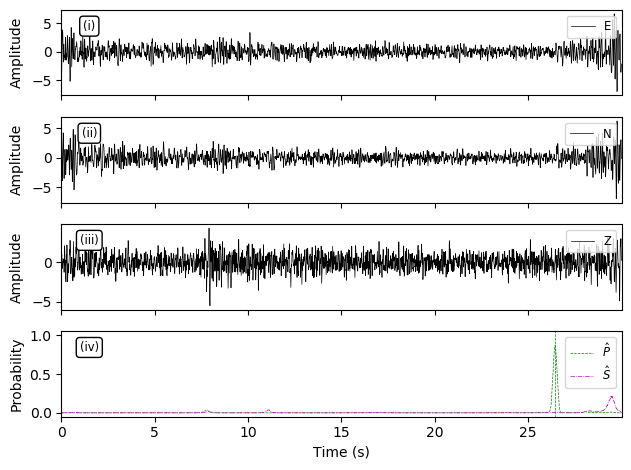 (i)
E
Amplitude
5
0
−5
(ii)
N
Amplitude
5
0
−5
(iii)
Z
Amplitude
0
−5
(iv)
P̂
Ŝ
Probability
1.0
0.5
0.0
0 5 10 15 20 25
Time (s)